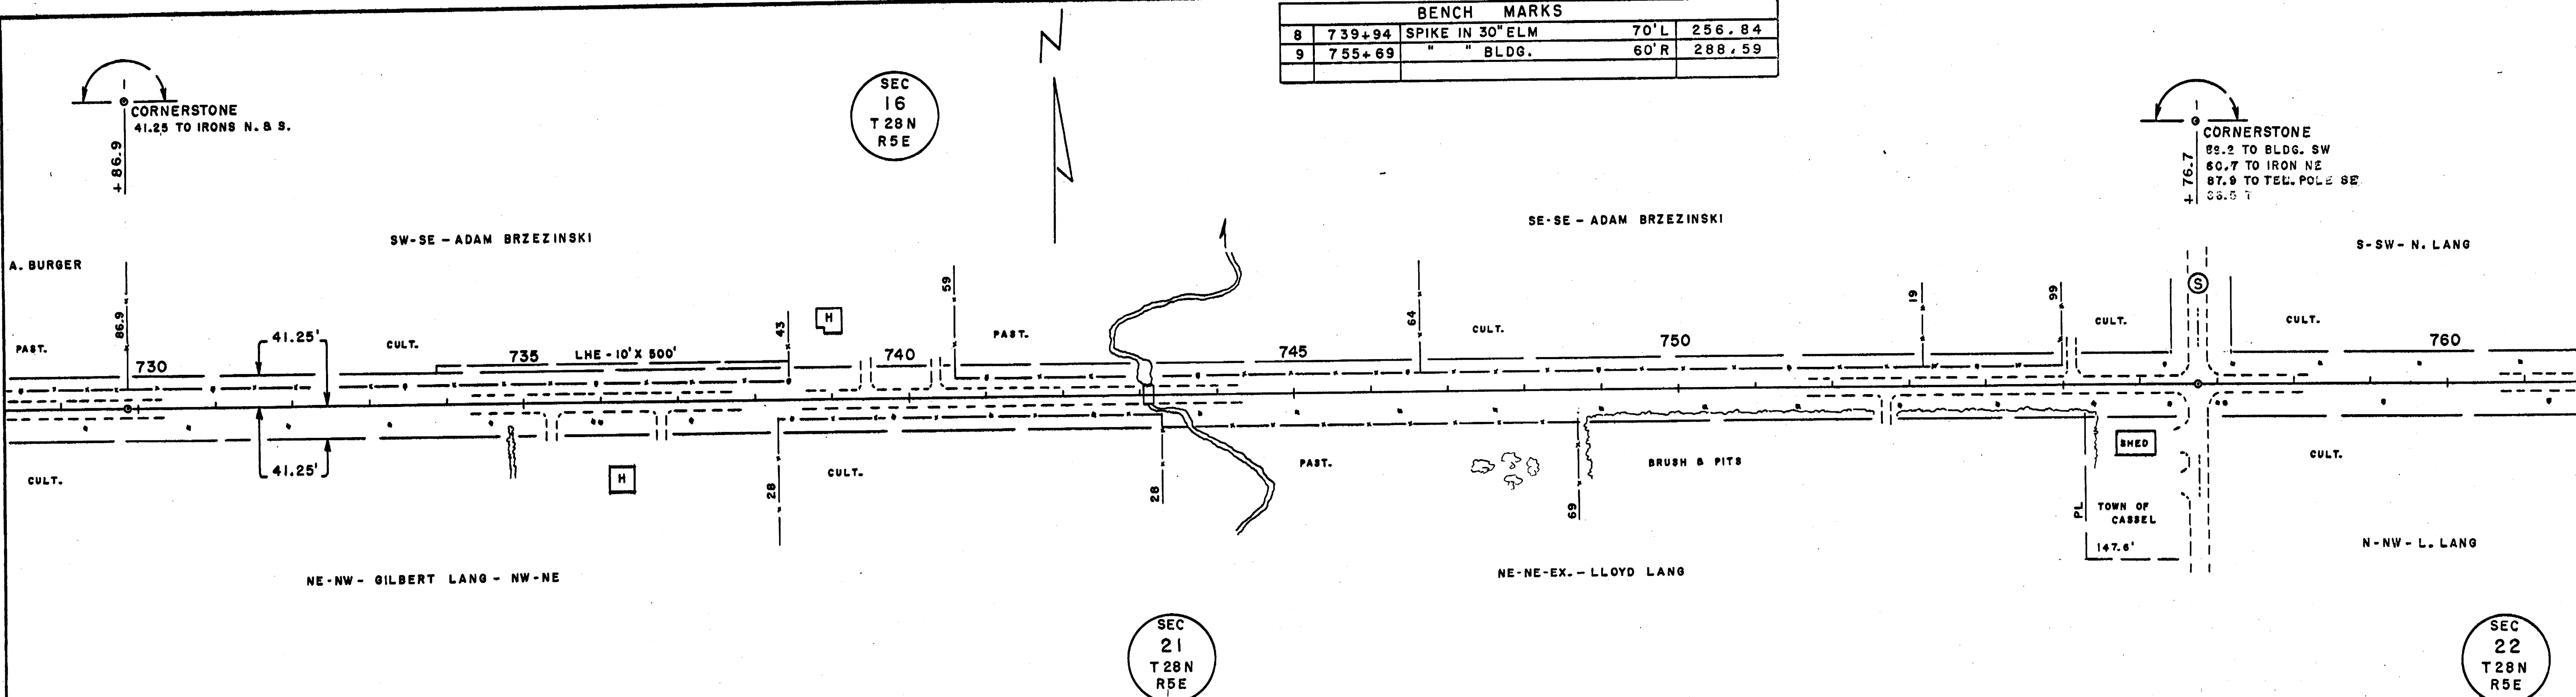 BENCH MARKS
8 739+94 SPIKE IN 30" ELM 70'L 256.84
9 755+69 " " BLDG. 60'R 288.59
N
SEC
16
T28N
R5E
CORNERSTONE
41.25 TO IRONS N. & S.
+86.9
CORNERSTONE
TO BLDG. SW
60.7 TO IRON NE
87.9 TO TEL. POLE SE
+76.7
SW-SE - ADAM BRZEZINSKI
SE-SE - ADAM BRZEZINSKI
S-SW- N. LANG
A. BURGER
86.9
43
H
59
64
19
99
S
PAST.
41.25'
CULT.
PAST.
CULT.
CULT.
CULT.
730
735
LHE - 10' X 500'
740
745
750
760
CULT.
41.25'
H
28
CULT.
28
PAST.
69
BRUSH & PITS
SHED
CULT.
PL
TOWN OF
CASSEL
147.6'
NE-NW- GILBERT LANG - NW-NE
NE-NE-EX.- LLOYD LANG
N-NW- L. LANG
SEC
21
T28N
R5E
SEC
22
T28N
R5E